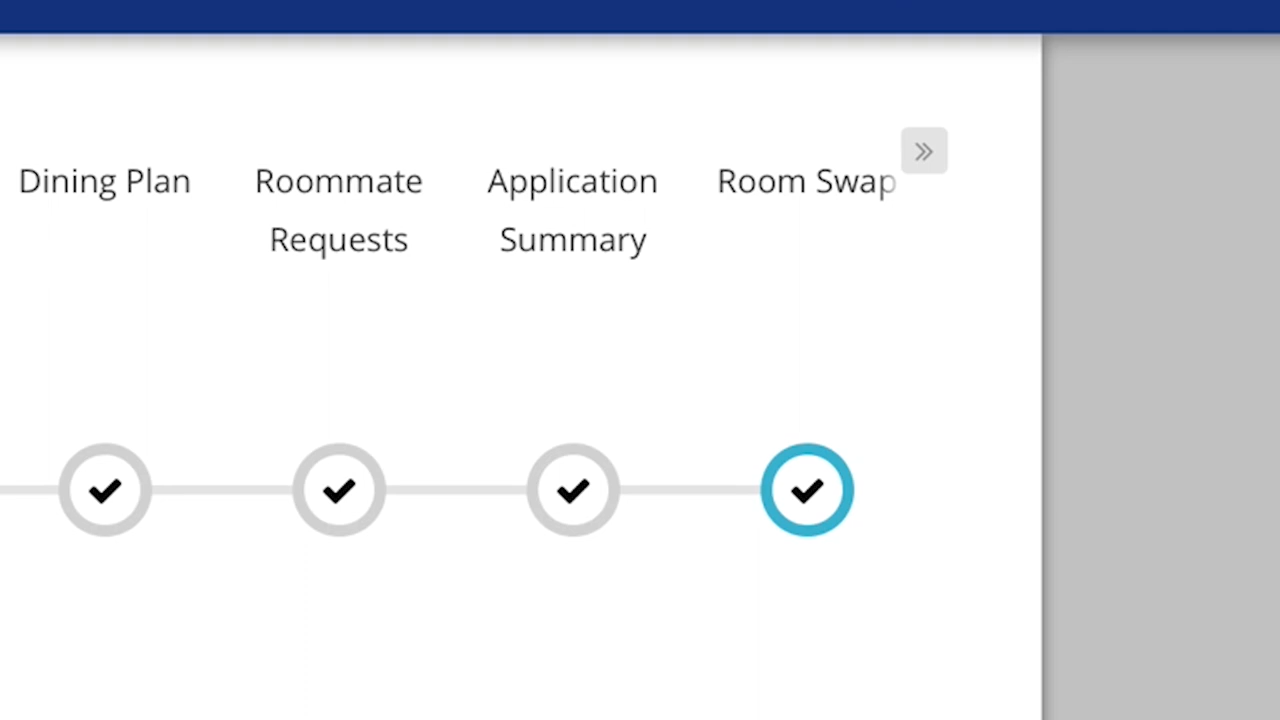 Dining Plan
Roommate
Requests
Application
Summary
Room Swap